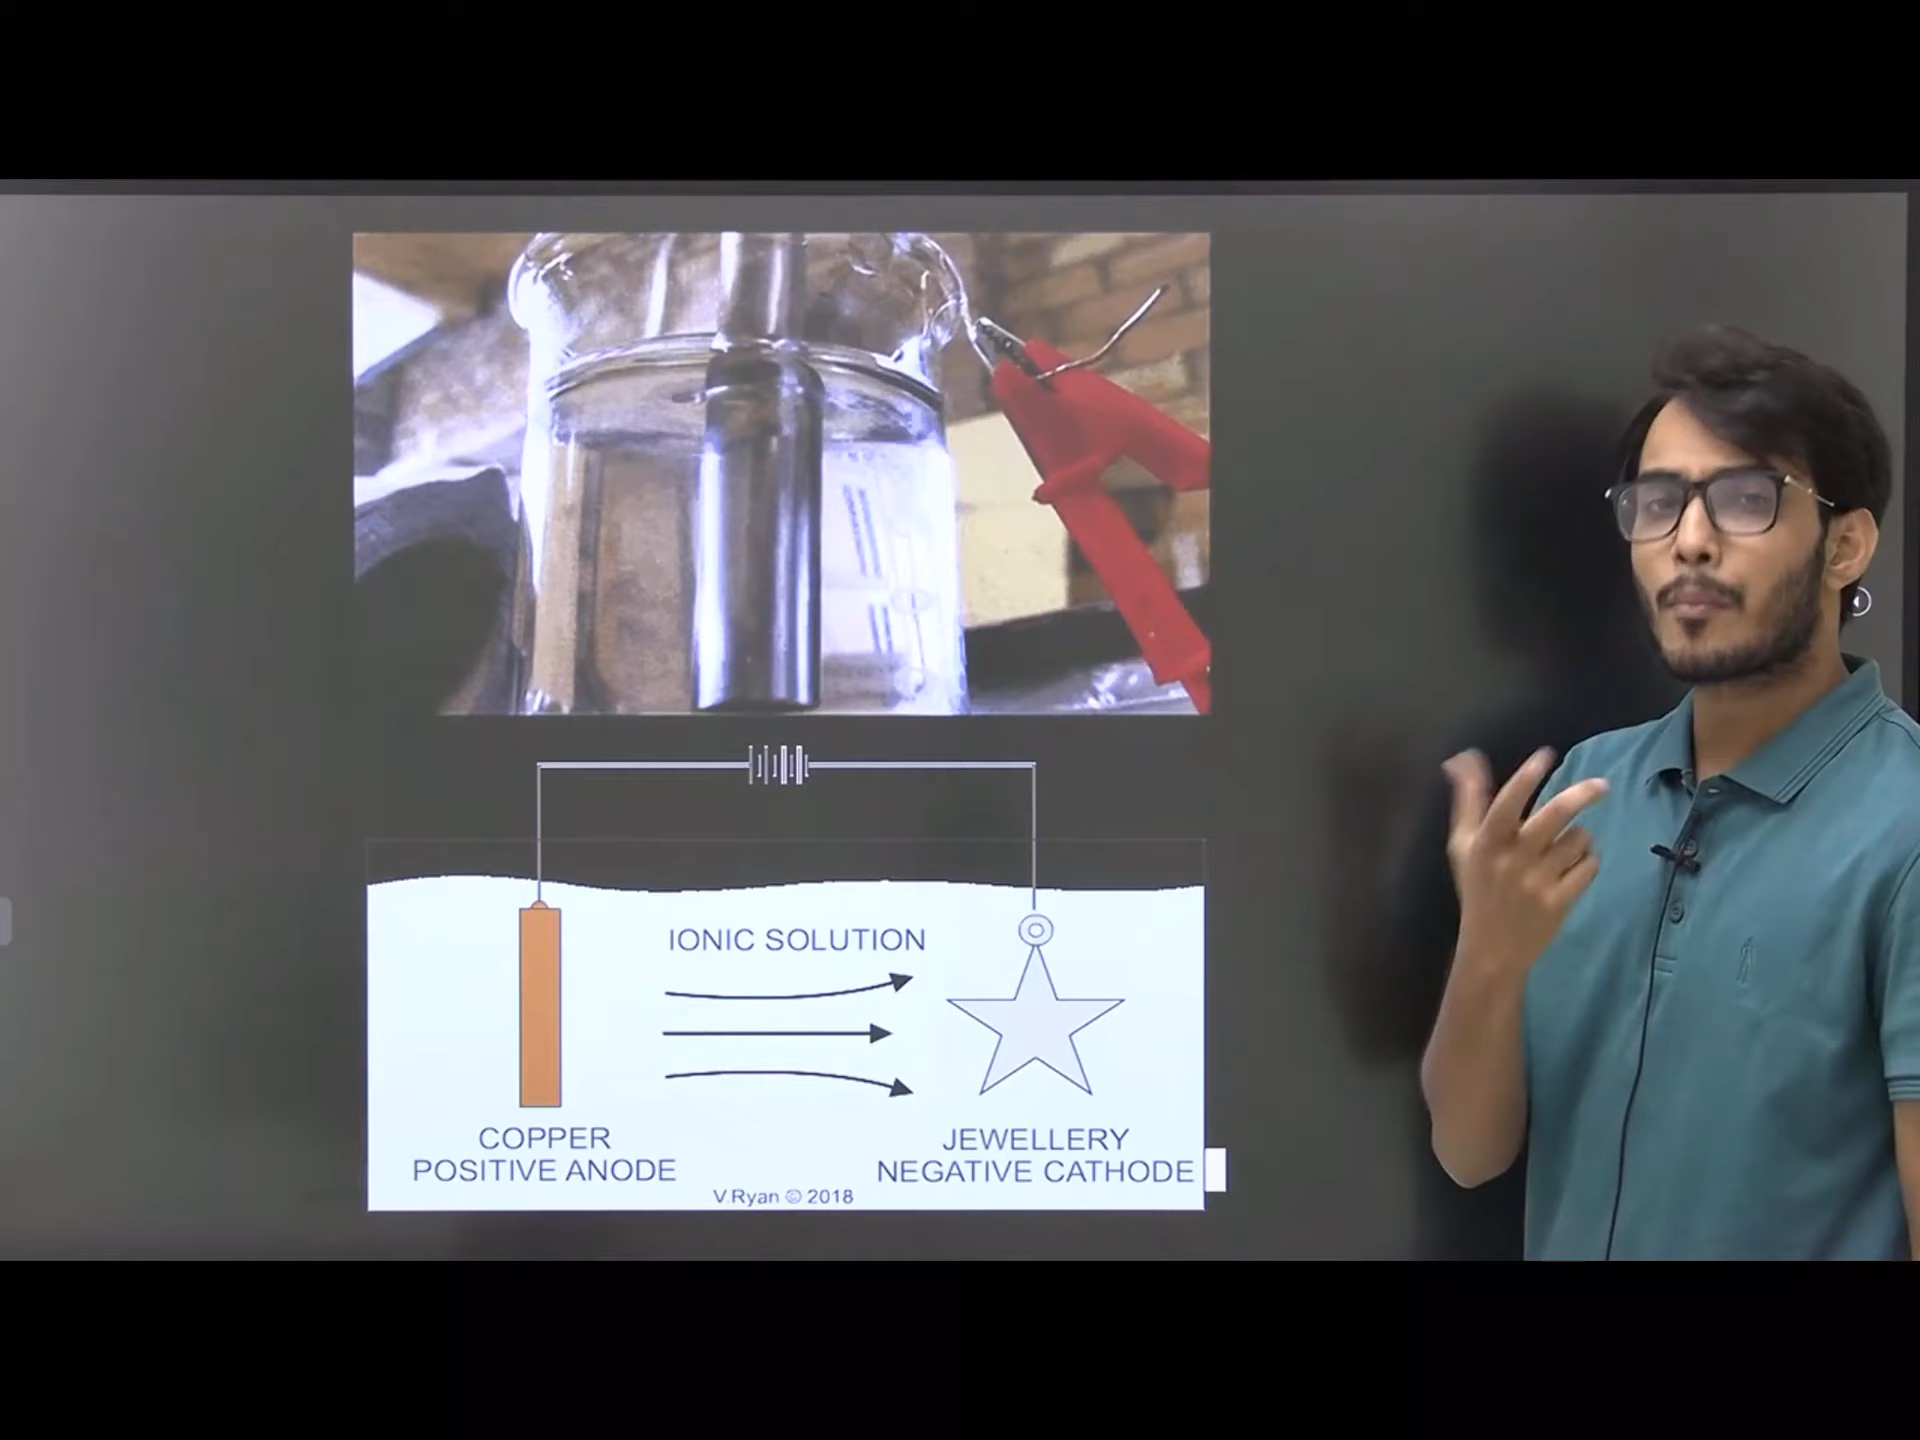 IONIC SOLUTION
COPPER
POSITIVE ANODE
JEWELLERY
NEGATIVE CATHODE
V.Ryan © 2018